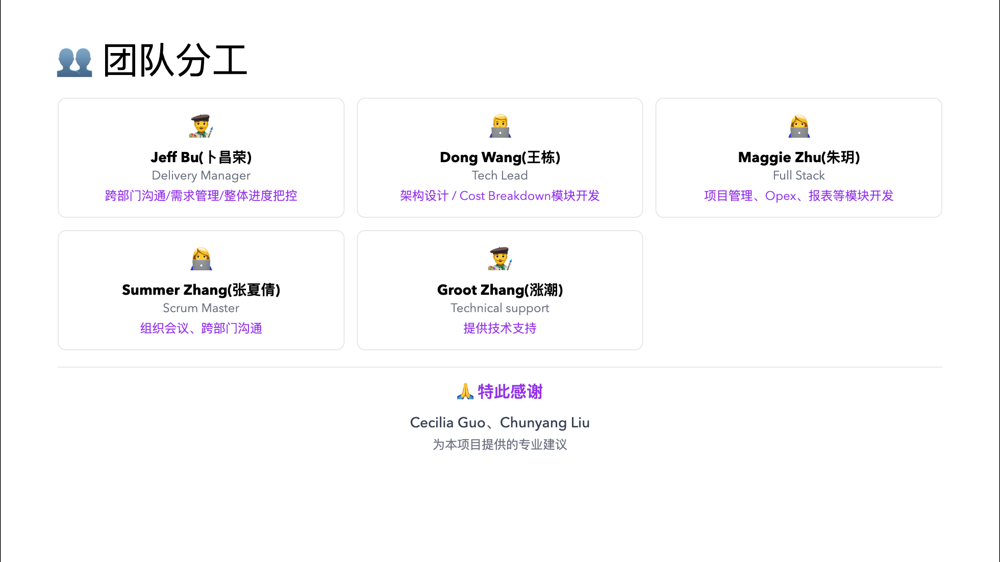 👥 团队分工
Jeff Bu(卜昌荣)
Delivery Manager
跨部门沟通/需求管理/整体进度把控
Dong Wang(王栋)
Tech Lead
架构设计 / Cost Breakdown模块开发
Maggie Zhu(朱玥)
Full Stack
项目管理、Opex、报表等模块开发
Summer Zhang(张夏倩)
Scrum Master
组织会议、跨部门沟通
Groot Zhang(涨潮)
Technical support
提供技术支持
🙏 特此感谢
Cecilia Guo、Chunyang Liu
为本项目提供的专业建议